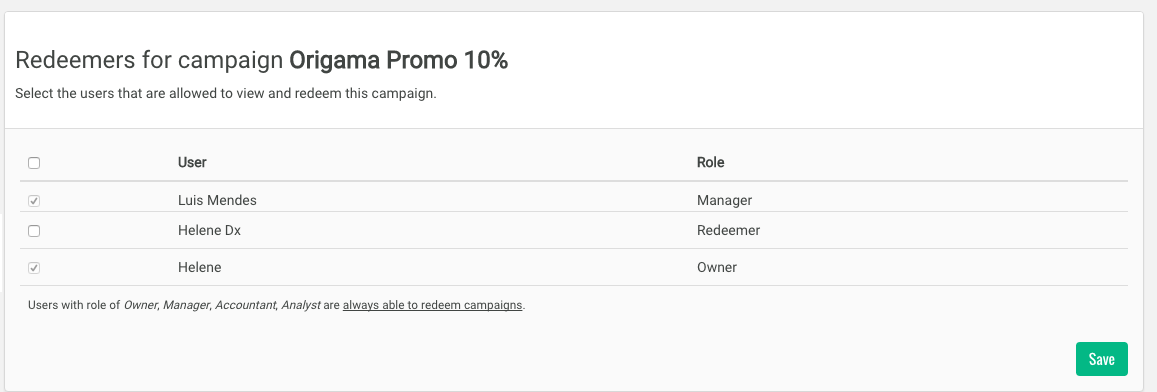 Redeemers for campaign Origama Promo 10%
Select the users that are allowed to view and redeem this campaign.
User Role
Luis Mendes Manager
Helene Dx Redeemer
Helene Owner
Users with role of Owner, Manager, Accountant, Analyst are always able to redeem campaigns.
Save